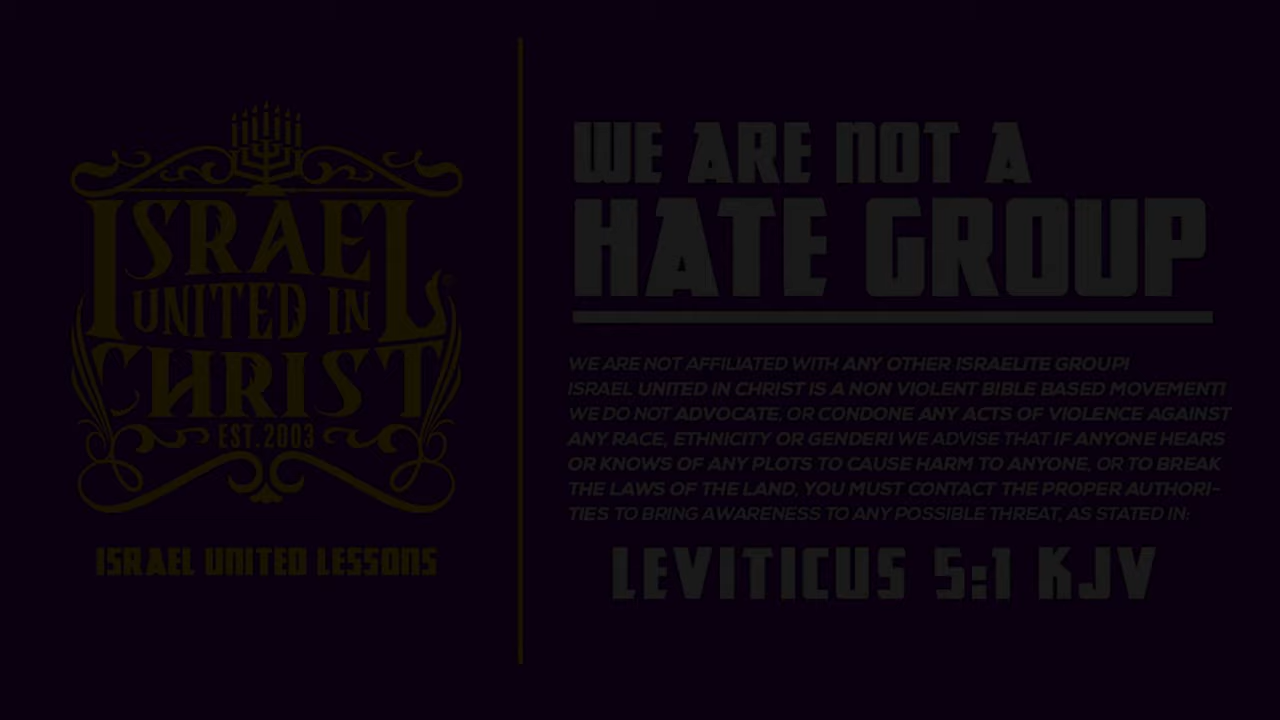 ISRAEL
UNITED IN
CHRIST
EST.2003
ISRAEL UNITED LESSONS
WE ARE NOT A
HATE GROUP
WE ARE NOT AFFILIATED WITH ANY OTHER ISRAELITE GROUP!
ISRAEL UNITED IN CHRIST IS A NON VIOLENT BIBLE BASED MOVEMENT!
WE DO NOT ADVOCATE, OR CONDONE ANY ACTS OF VIOLENCE AGAINST
ANY RACE, ETHNICITY OR GENDER! WE ADVISE THAT IF ANYONE HEARS
OR KNOWS OF ANY PLOTS TO CAUSE HARM TO ANYONE, OR TO BREAK
THE LAWS OF THE LAND, YOU MUST CONTACT THE PROPER AUTHORI-
TIES TO BRING AWARENESS TO ANY POSSIBLE THREAT, AS STATED IN:
LEVITICUS 5:1 KJV